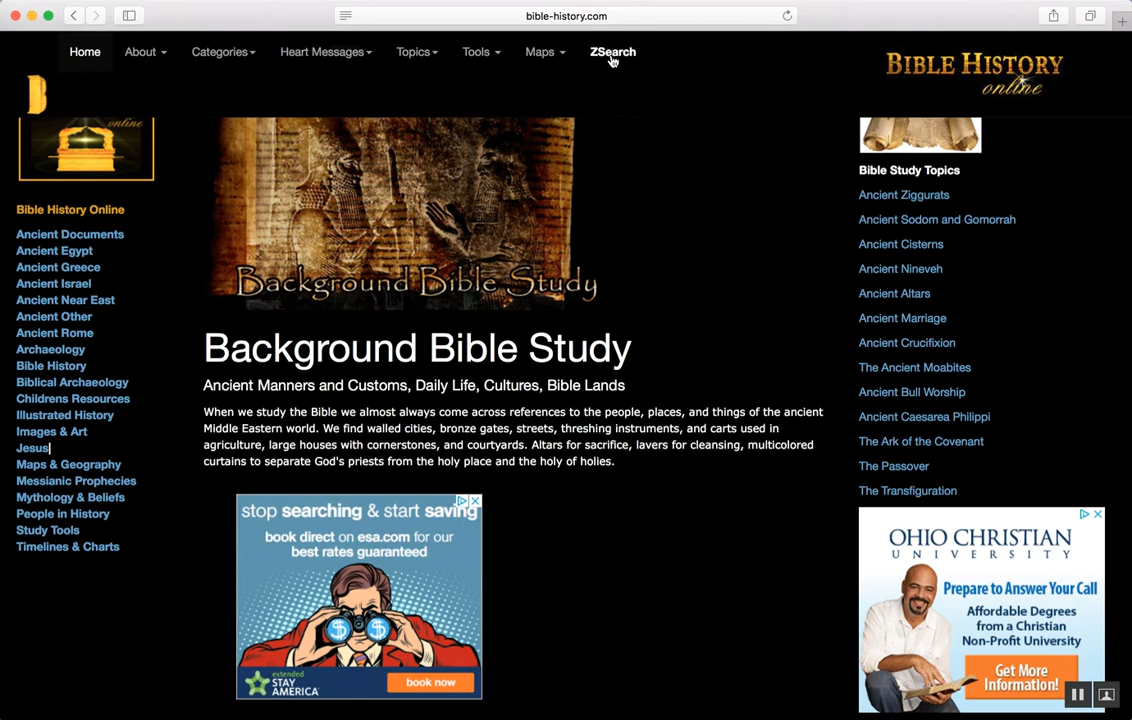 bible-history.com
Home About Categories Heart Messages Topics Tools Maps ZSearch
B
BIBLE HISTORY
online
online
Bible History Online
Ancient Documents
Ancient Egypt
Ancient Greece
Ancient Israel
Ancient Near East
Ancient Other
Ancient Rome
Archaeology
Bible History
Biblical Archaeology
Childrens Resources
Illustrated History
Images & Art
Jesus
Maps & Geography
Messianic Prophecies
Mythology & Beliefs
People in History
Study Tools
Timelines & Charts
Background Bible Study
Background Bible Study
Ancient Manners and Customs, Daily Life, Cultures, Bible Lands
When we study the Bible we almost always come across references to the people, places, and things of the ancient
Middle Eastern world. We find walled cities, bronze gates, streets, threshing instruments, and carts used in
agriculture, large houses with cornerstones, and courtyards. Altars for sacrifice, lavers for cleansing, multicolored
curtains to separate God's priests from the holy place and the holy of holies.
stop searching & start saving
book direct on esa.com for our
best rates guaranteed
$ $
extended
STAY
AMERICA
book now
Bible Study Topics
Ancient Ziggurats
Ancient Sodom and Gomorrah
Ancient Cisterns
Ancient Nineveh
Ancient Altars
Ancient Marriage
Ancient Crucifixion
The Ancient Moabites
Ancient Bull Worship
Ancient Caesarea Philippi
The Ark of the Covenant
The Passover
The Transfiguration
OHIO CHRISTIAN
UNIVERSITY
Prepare to Answer Your Call
Affordable Degrees
from a Christian
Non-Profit University
Get More
Information!